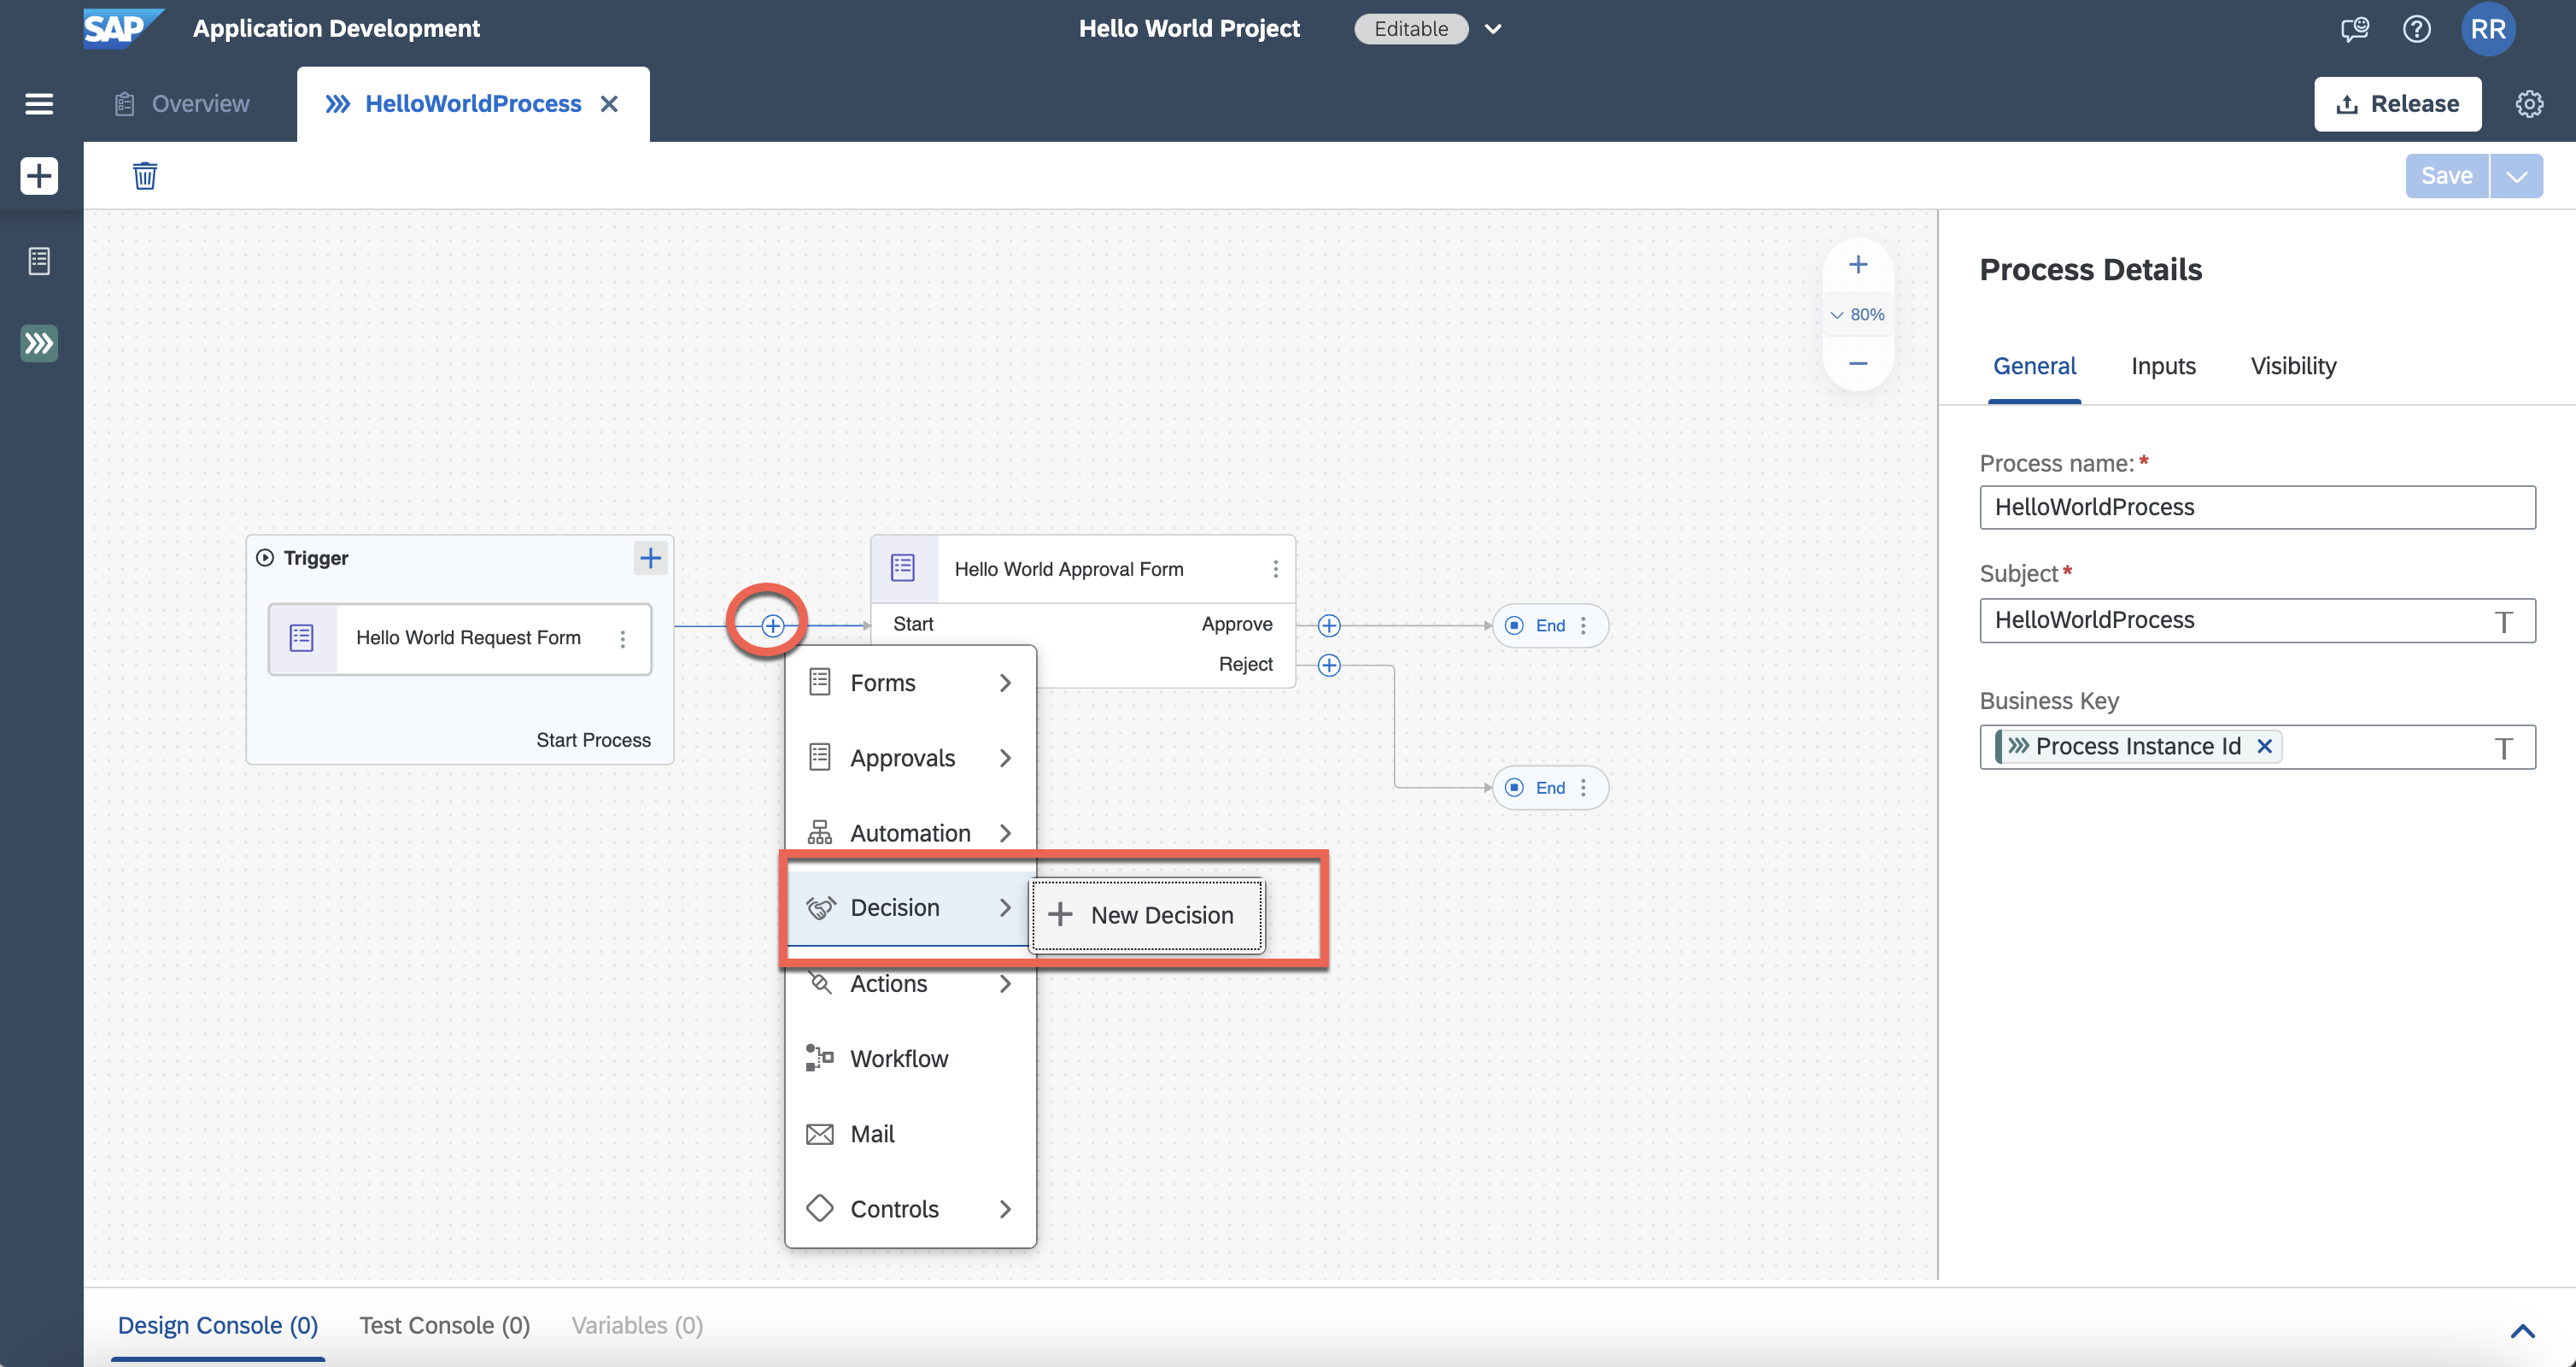 SAP Application Development Hello World Project Editable RR
Overview HelloWorldProcess Release
Save
80%
Trigger
Hello World Request Form
Start Process
Hello World Approval Form
Start Approve End
Reject
End
Forms
Approvals
Automation
Decision New Decision
Actions
Workflow
Mail
Controls
Process Details
General Inputs Visibility
Process name:*
HelloWorldProcess
Subject*
HelloWorldProcess
Business Key
Process Instance Id
Design Console (0) Test Console (0) Variables (0)